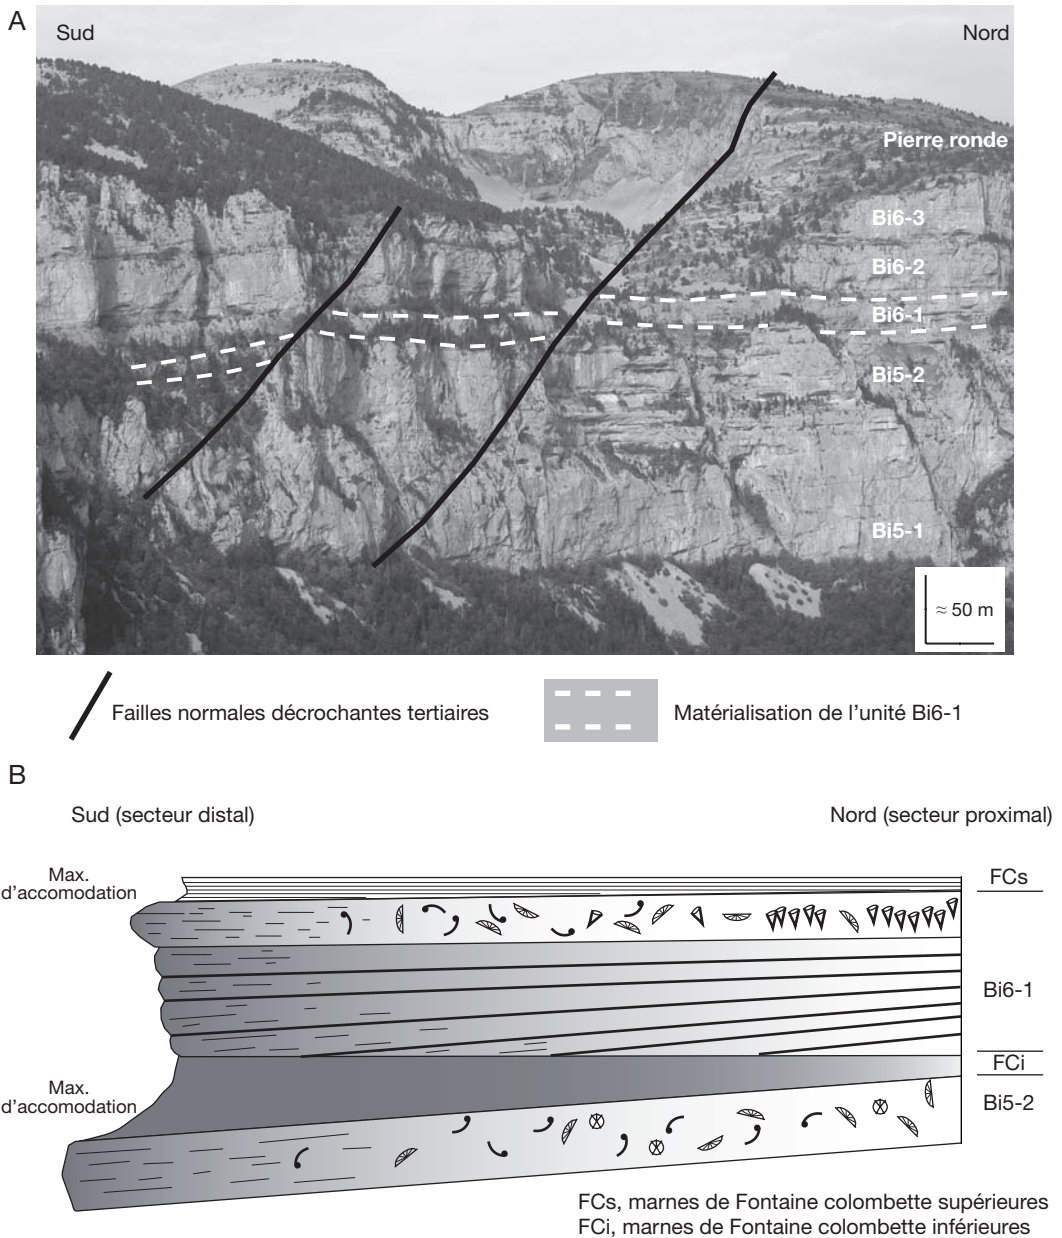 A
Sud
Nord
Pierre ronde
Bi6-3
Bi6-2
Bi6-1
Bi5-2
Bi5-1
≈ 50 m
Failles normales décrochantes tertiaires
Matérialisation de l’unité Bi6-1
B
Sud (secteur distal)
Nord (secteur proximal)
Max.
d’accomodation
FCs
Bi6-1
FCi
Max.
d’accomodation
Bi5-2
FCs, marnes de Fontaine colombette supérieures
FCi, marnes de Fontaine colombette inférieures